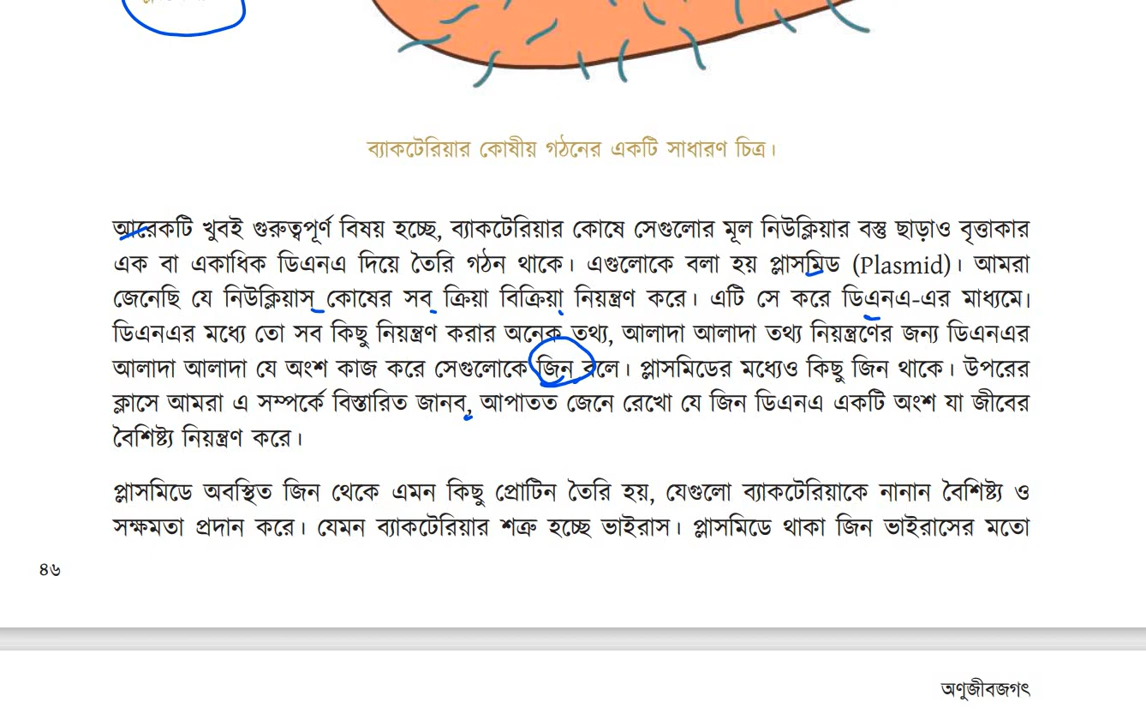 ব্যাকটেরিয়ার কোষীয় গঠনের একটি সাধারণ চিত্র।
আরেকটি খুবই গুরুত্বপূর্ণ বিষয় হচ্ছে, ব্যাকটেরিয়ার কোষে সেগুলোর মূল নিউক্লিয়ার বস্তু ছাড়াও বৃত্তাকার
এক বা একাধিক ডিএনএ দিয়ে তৈরি গঠন থাকে। এগুলোকে বলা হয় প্লাসমিড (Plasmid)। আমরা
জেনেছি যে নিউক্লিয়াস কোষের সব ক্রিয়া বিক্রিয়া নিয়ন্ত্রণ করে। এটি সে করে ডিএনএ-এর মাধ্যমে।
ডিএনএর মধ্যে তো সব কিছু নিয়ন্ত্রণ করার অনেক তথ্য, আলাদা আলাদা তথ্য নিয়ন্ত্রণের জন্য ডিএনএর
আলাদা আলাদা যে অংশ কাজ করে সেগুলোকে জিন বলে। প্লাসমিডের মধ্যেও কিছু জিন থাকে। উপরের
ক্লাসে আমরা এ সম্পর্কে বিস্তারিত জানব, আপাতত জেনে রেখো যে জিন ডিএনএ একটি অংশ যা জীবের
বৈশিষ্ট্য নিয়ন্ত্রণ করে।
প্লাসমিডে অবস্থিত জিন থেকে এমন কিছু প্রোটিন তৈরি হয়, যেগুলো ব্যাকটেরিয়াকে নানান বৈশিষ্ট্য ও
সক্ষমতা প্রদান করে। যেমন ব্যাকটেরিয়ার শত্রু হচ্ছে ভাইরাস। প্লাসমিডে থাকা জিন ভাইরাসের মতো
৪৬
অণুজীবজগৎ